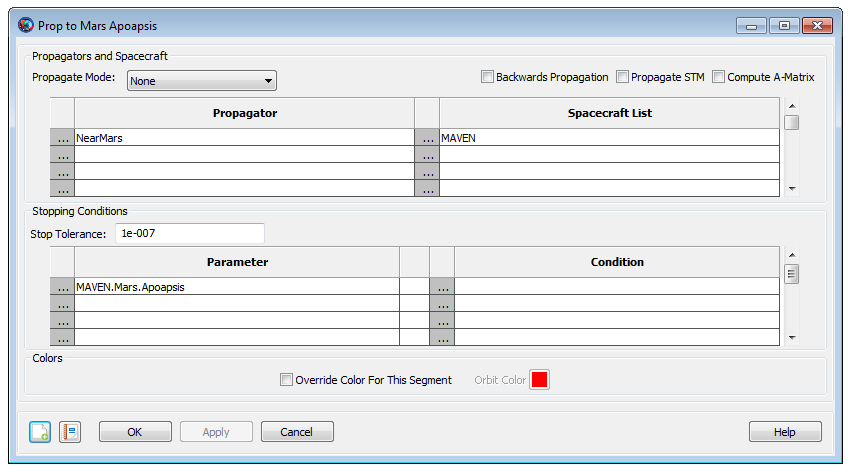 Prop to Mars Apoapsis
Propagators and Spacecraft
Propagate Mode: None Backwards Propagation Propagate STM Compute A-Matrix
Propagator Spacecraft List
... NearMars ... MAVEN
... ...
... ...
... ...
Stopping Conditions
Stop Tolerance: 1e-007
Parameter Condition
... MAVEN.Mars.Apoapsis ...
... ...
... ...
... ...
Colors
Override Color For This Segment Orbit Color
OK Apply Cancel Help